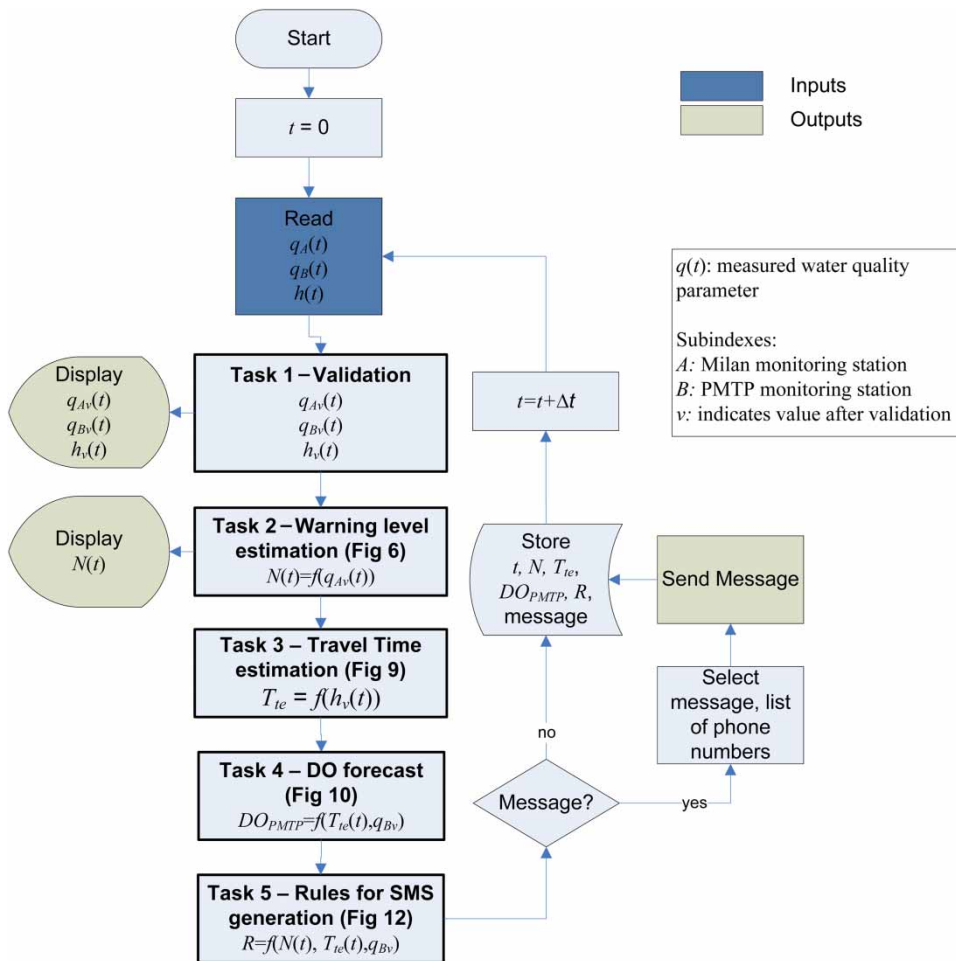 Start
t = 0
Inputs
Outputs
Read
qA(t)
qB(t)
h(t)
q(t): measured water quality
parameter
Subindexes:
A: Milan monitoring station
B: PMTP monitoring station
v: indicates value after validation
Display
qAv(t)
qBv(t)
hv(t)
Task 1 – Validation
qAv(t)
qBv(t)
hv(t)
t=t+Δt
Display
N(t)
Task 2 – Warning level
estimation (Fig 6)
N(t)=f(qAv(t))
Store
t, N, Tte,
DOPMTP, R,
message
Send Message
Task 3 – Travel Time
estimation (Fig 9)
Tte = f(hv(t))
Select
message, list
of phone
numbers
no
Task 4 – DO forecast
(Fig 10)
DOPMTP=f(Tte(t),qBv)
Message?
yes
Task 5 – Rules for SMS
generation (Fig 12)
R=f(N(t), Tte(t),qBv)